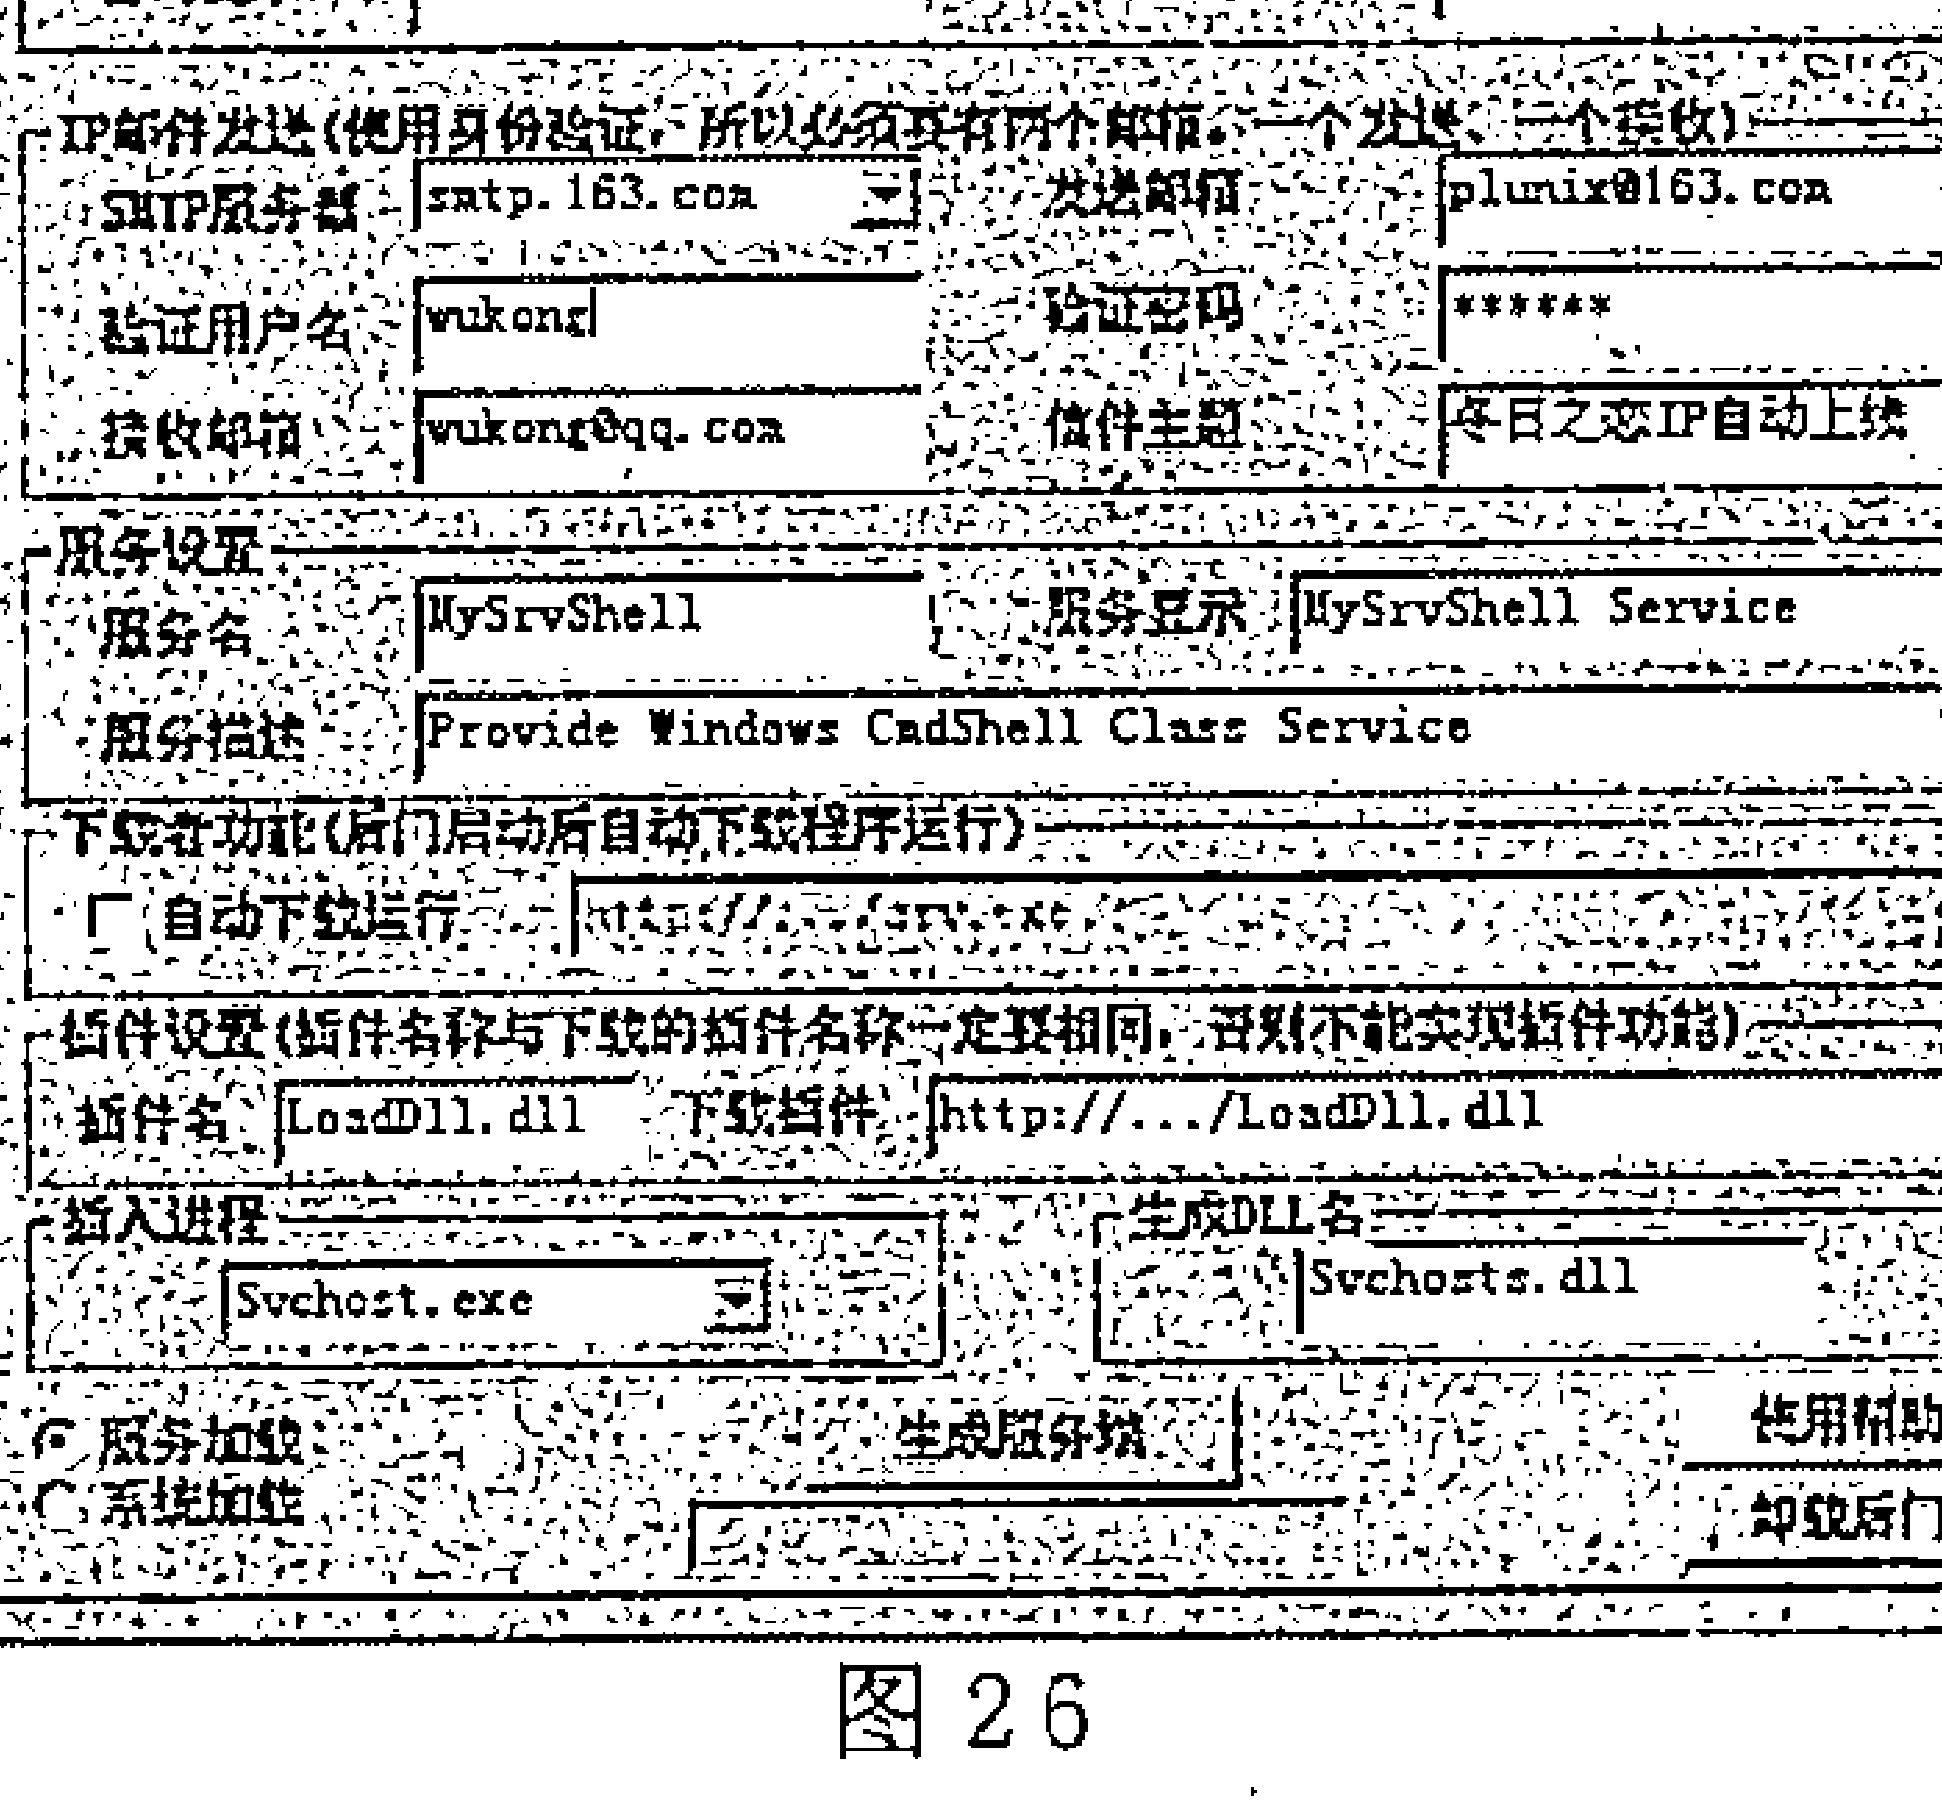 IP邮件发送(使用身份验证，所以必须要有两个邮箱。一个发送、一个接收)
SMTP服务器 smtp.163.com 发送邮箱 plunix@163.com
验证用户名 wukong 验证密码 ******
接收邮箱 wukong@qq.com 信件主题 冬日之恋IP自动上线
服务设置
服务名 MySrvShell 服务显示 MySrvShell Service
服务描述 Provide Windows CmdShell Class Service
下载者功能(后门启动后自动下载程序运行)
自动下载运行 http://.../srv.exe
插件设置(插件名称与下载的插件名称一定要相同，否则不能实现插件功能)
插件名 LoadDll.dll 下载插件 http://.../LoadDll.dll
插入进程 生成DLL名
Svchost.exe Svchosts.dll
服务加载 生成服务端 使用帮助
系统加载 卸载后门
图 26